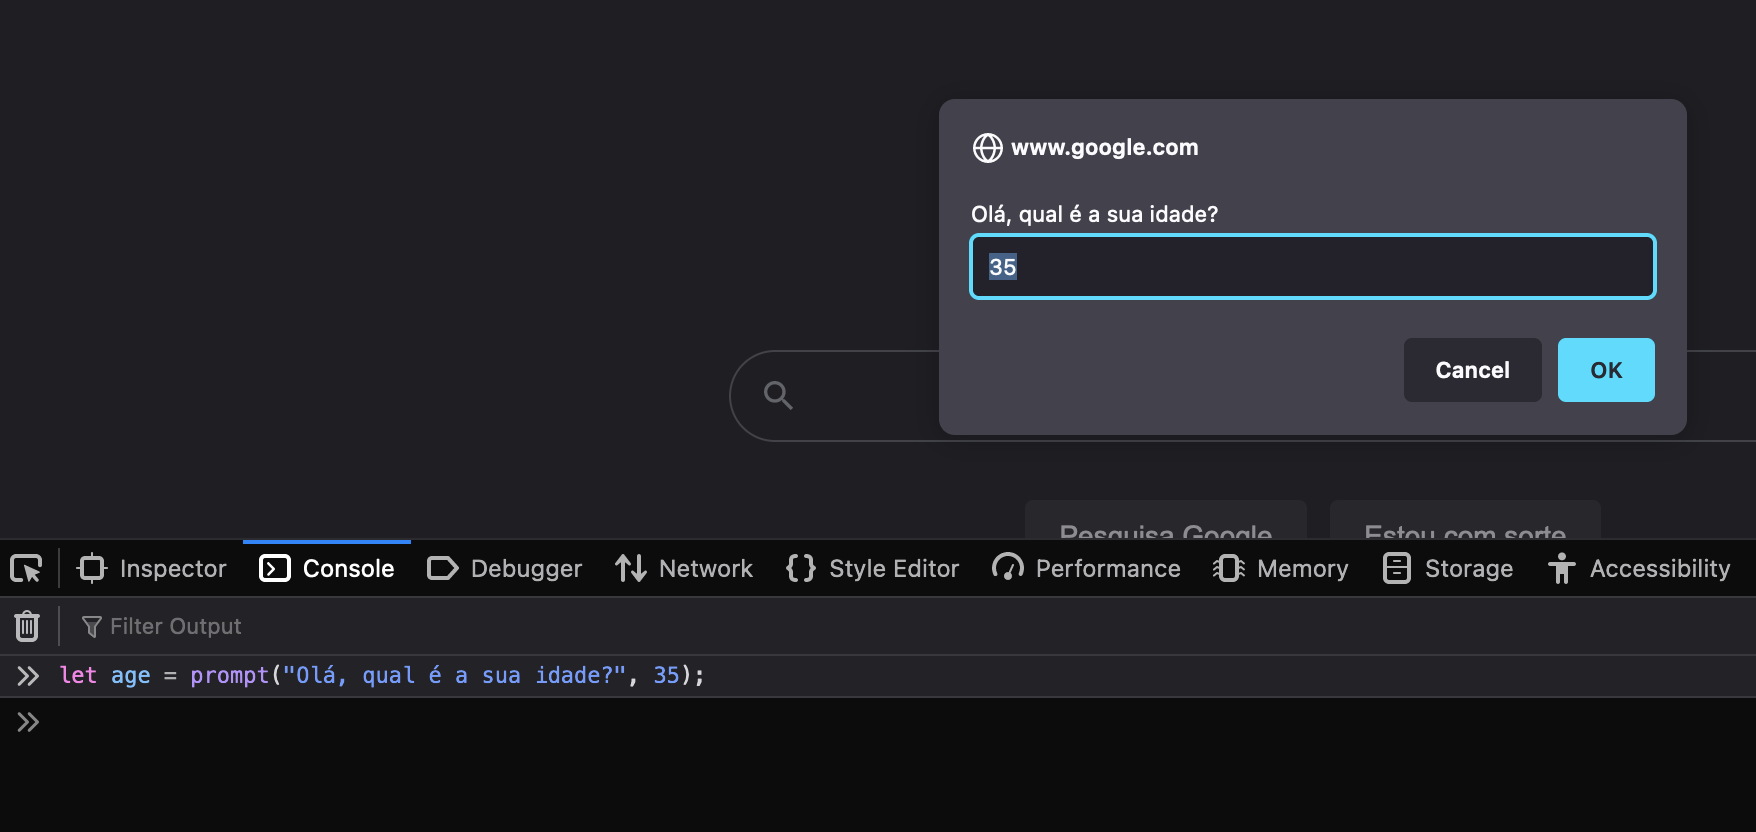 www.google.com
Olá, qual é a sua idade?
35
Cancel OK
Pesquisa Google Estou com sorte
Inspector Console Debugger Network Style Editor Performance Memory Storage Accessibility
Filter Output
let age = prompt("Olá, qual é a sua idade?", 35);